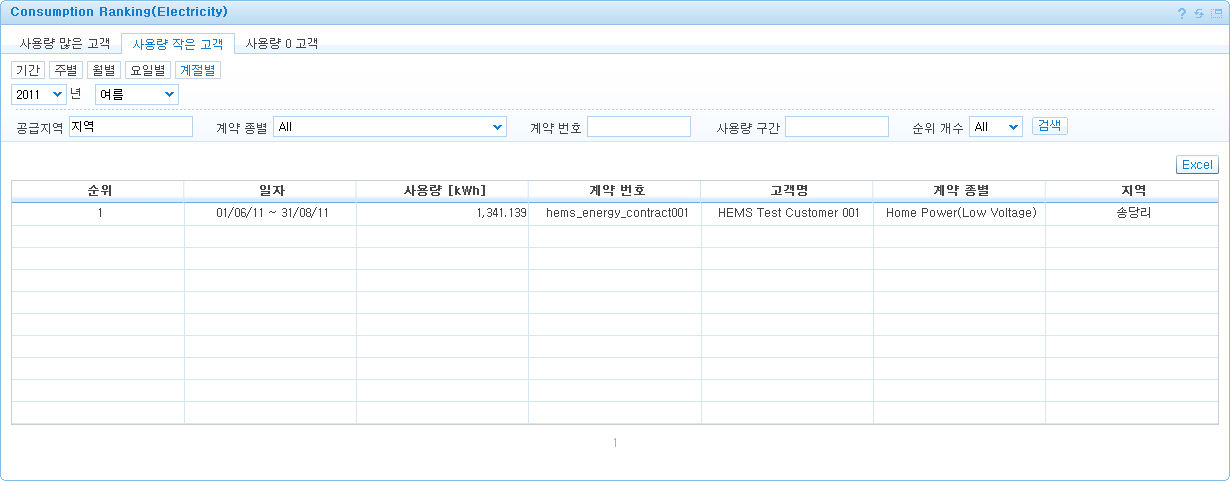 Consumption Ranking(Electricity) ?
사용량 많은 고객 사용량 작은 고객 사용량 0 고객
기간 주별 월별 요일별 계절별
2011 년 여름
공급지역 지역 계약 종별 All 계약 번호 사용량 구간 순위 개수 All 검색
Excel
순위 일자 사용량 [kWh] 계약 번호 고객명 계약 종별 지역
1 01/06/11 ~ 31/08/11 1,341.139 hems_energy_contract001 HEMS Test Customer 001 Home Power(Low Voltage) 송당리
1